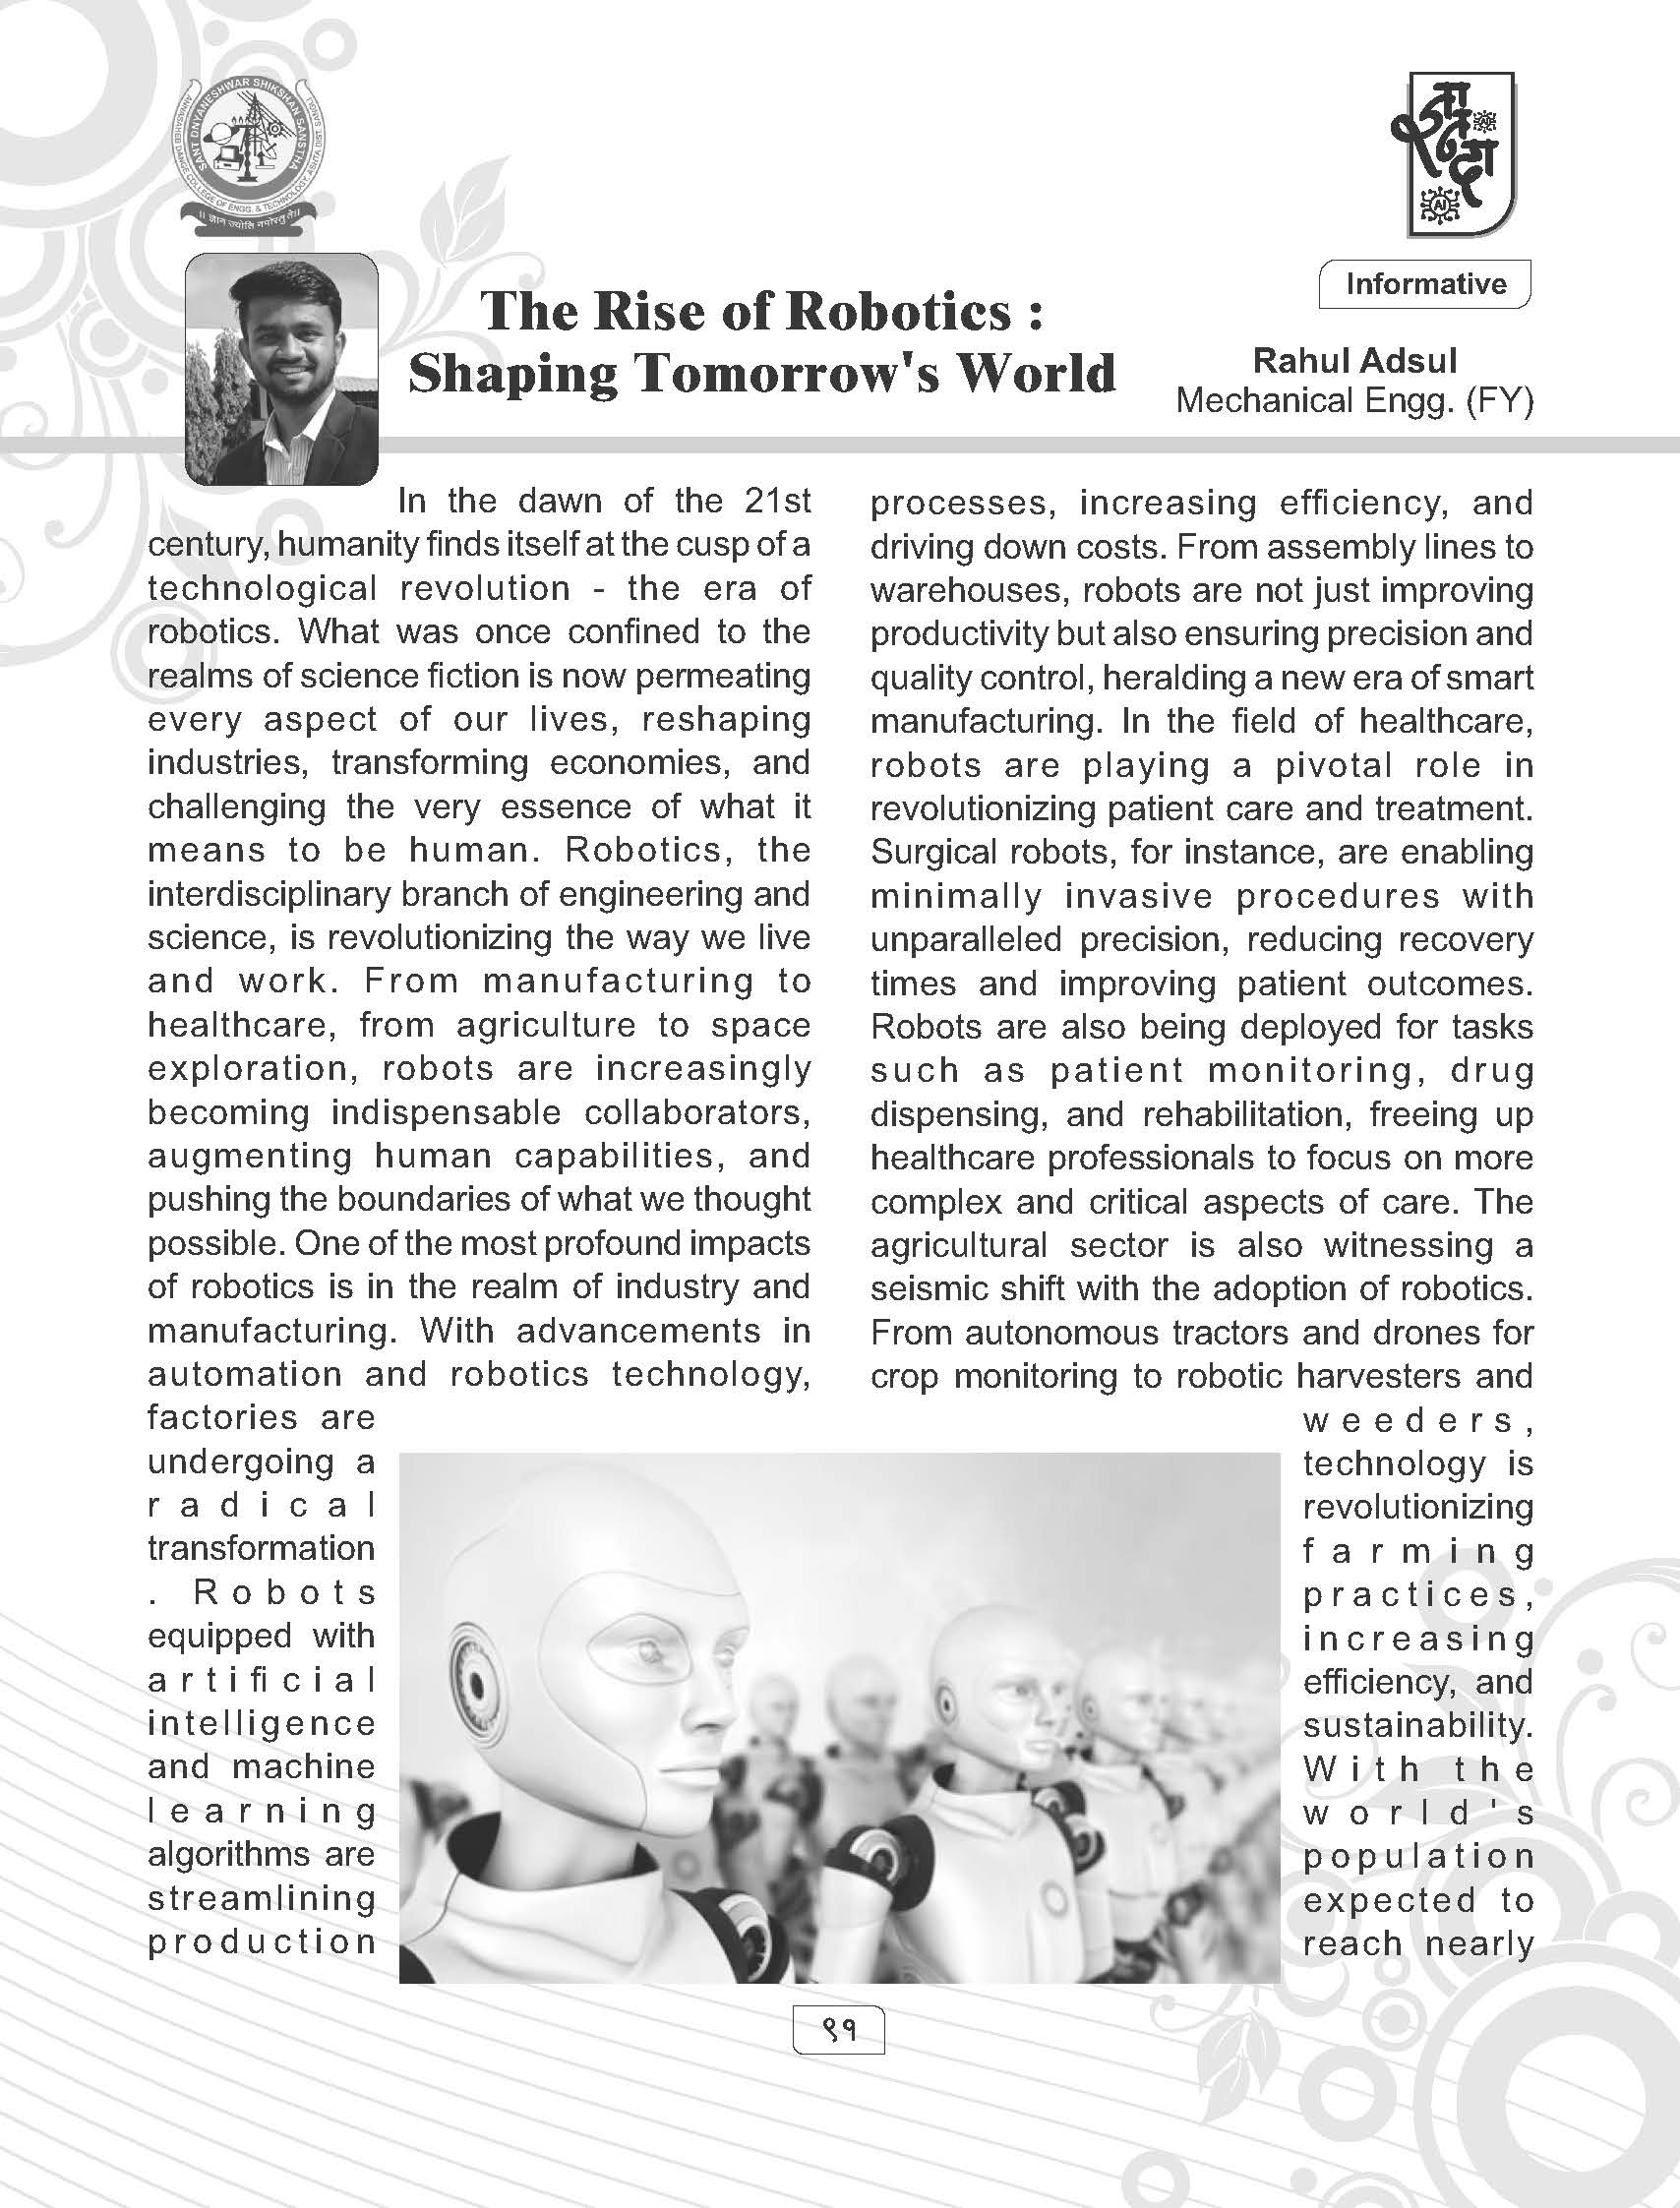 SANT DNYANESHWAR SHIKSHAN SANSTHA
ANNASAHEB DANGE COLLEGE OF ENGG. & TECHNOLOGY, ASHTA DIST. SANGLI
AI
AI
Informative
The Rise of Robotics :
Shaping Tomorrow's World
Rahul Adsul
Mechanical Engg. (FY)
In the dawn of the 21st
century, humanity finds itself at the cusp of a
technological revolution - the era of
robotics. What was once confined to the
realms of science fiction is now permeating
every aspect of our lives, reshaping
industries, transforming economies, and
challenging the very essence of what it
means to be human. Robotics, the
interdisciplinary branch of engineering and
science, is revolutionizing the way we live
and work. From manufacturing to
healthcare, from agriculture to space
exploration, robots are increasingly
becoming indispensable collaborators,
augmenting human capabilities, and
pushing the boundaries of what we thought
possible. One of the most profound impacts
of robotics is in the realm of industry and
manufacturing. With advancements in
automation and robotics technology,
factories are
undergoing a
radical
transformation
. Robots
equipped with
artificial
intelligence
and machine
learning
algorithms are
streamlining
production
processes, increasing efficiency, and
driving down costs. From assembly lines to
warehouses, robots are not just improving
productivity but also ensuring precision and
quality control, heralding a new era of smart
manufacturing. In the field of healthcare,
robots are playing a pivotal role in
revolutionizing patient care and treatment.
Surgical robots, for instance, are enabling
minimally invasive procedures with
unparalleled precision, reducing recovery
times and improving patient outcomes.
Robots are also being deployed for tasks
such as patient monitoring, drug
dispensing, and rehabilitation, freeing up
healthcare professionals to focus on more
complex and critical aspects of care. The
agricultural sector is also witnessing a
seismic shift with the adoption of robotics.
From autonomous tractors and drones for
crop monitoring to robotic harvesters and
weeders,
technology is
revolutionizing
farming
practices,
increasing
efficiency, and
sustainability.
With the
world's
population
expected to
reach nearly
९१